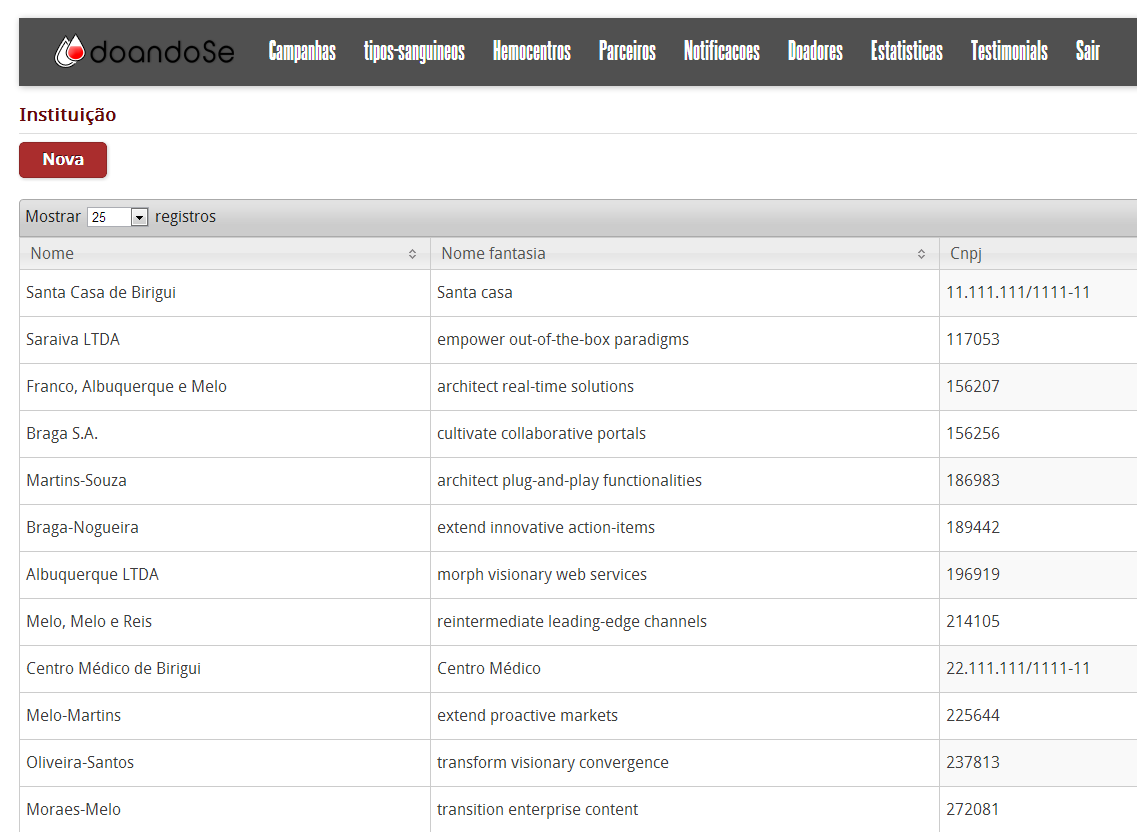 doandoSe Campanhas tipos-sanguineos Hemocentros Parceiros Notificacoes Doadores Estatisticas Testimonials Sair
Instituição
Nova
Mostrar 25 registros
Nome Nome fantasia Cnpj
Santa Casa de Birigui Santa casa 11.111.111/1111-11
Saraiva LTDA empower out-of-the-box paradigms 117053
Franco, Albuquerque e Melo architect real-time solutions 156207
Braga S.A. cultivate collaborative portals 156256
Martins-Souza architect plug-and-play functionalities 186983
Braga-Nogueira extend innovative action-items 189442
Albuquerque LTDA morph visionary web services 196919
Melo, Melo e Reis reintermediate leading-edge channels 214105
Centro Médico de Birigui Centro Médico 22.111.111/1111-11
Melo-Martins extend proactive markets 225644
Oliveira-Santos transform visionary convergence 237813
Moraes-Melo transition enterprise content 272081